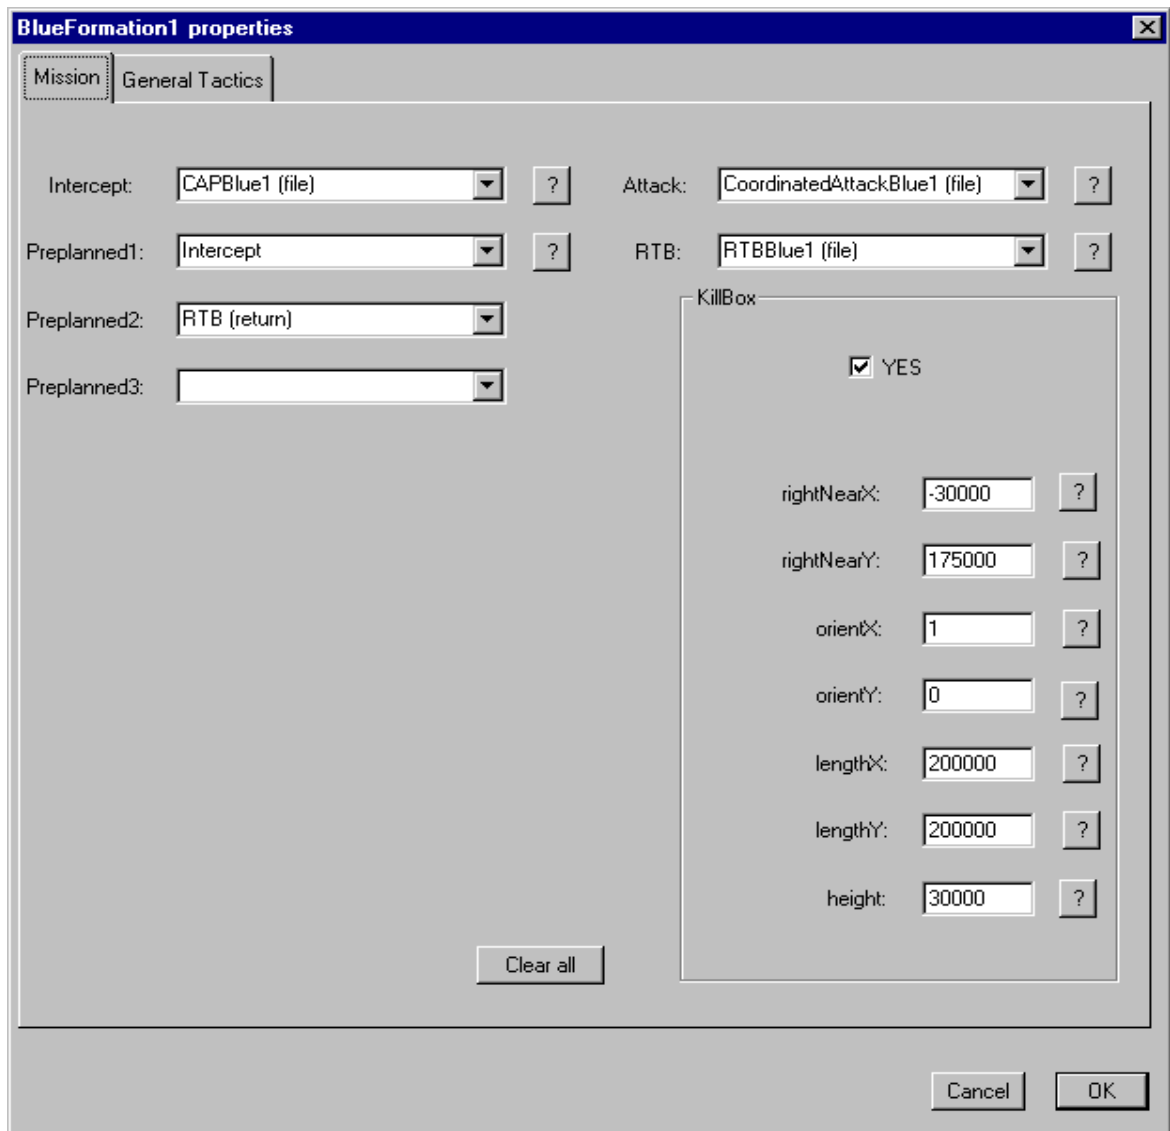 BlueFormation1 properties
Mission General Tactics
Intercept: CAPBlue1 (file) ? Attack: CoordinatedAttackBlue1 (file) ?
Preplanned1: Intercept ? RTB: RTBBlue1 (file) ?
Preplanned2: RTB (return)
Preplanned3:
KillBox
YES
rightNearX: -30000 ?
rightNearY: 175000 ?
orientX: 1 ?
orientY: 0 ?
lengthX: 200000 ?
lengthY: 200000 ?
height: 30000 ?
Clear all
Cancel OK